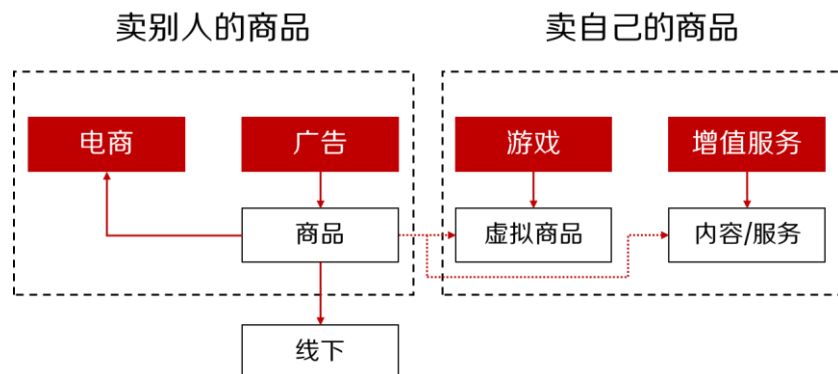 卖别人的商品
卖自己的商品
电商
广告
游戏
增值服务
商品
虚拟商品
内容/服务
线下